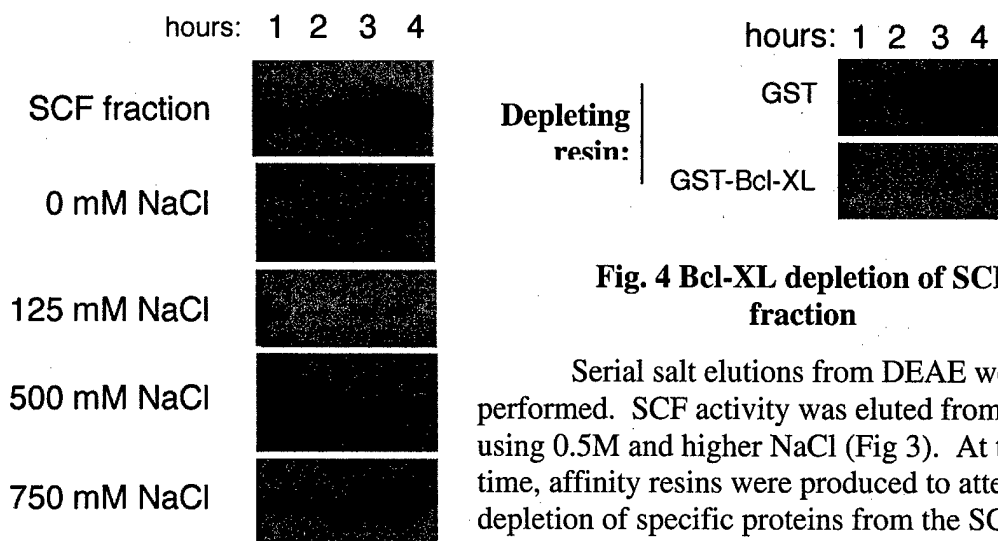 hours: 1 2 3 4
SCF fraction
0 mM NaCl
125 mM NaCl
500 mM NaCl
750 mM NaCl
hours: 1 2 3 4
Depleting
resin:
GST
GST-Bcl-XL
Fig. 4 Bcl-XL depletion of SC
fraction
Serial salt elutions from DEAE w
performed. SCF activity was eluted from
using 0.5M and higher NaCl (Fig 3). At t
time, affinity resins were produced to atte
depletion of specific proteins from the SC